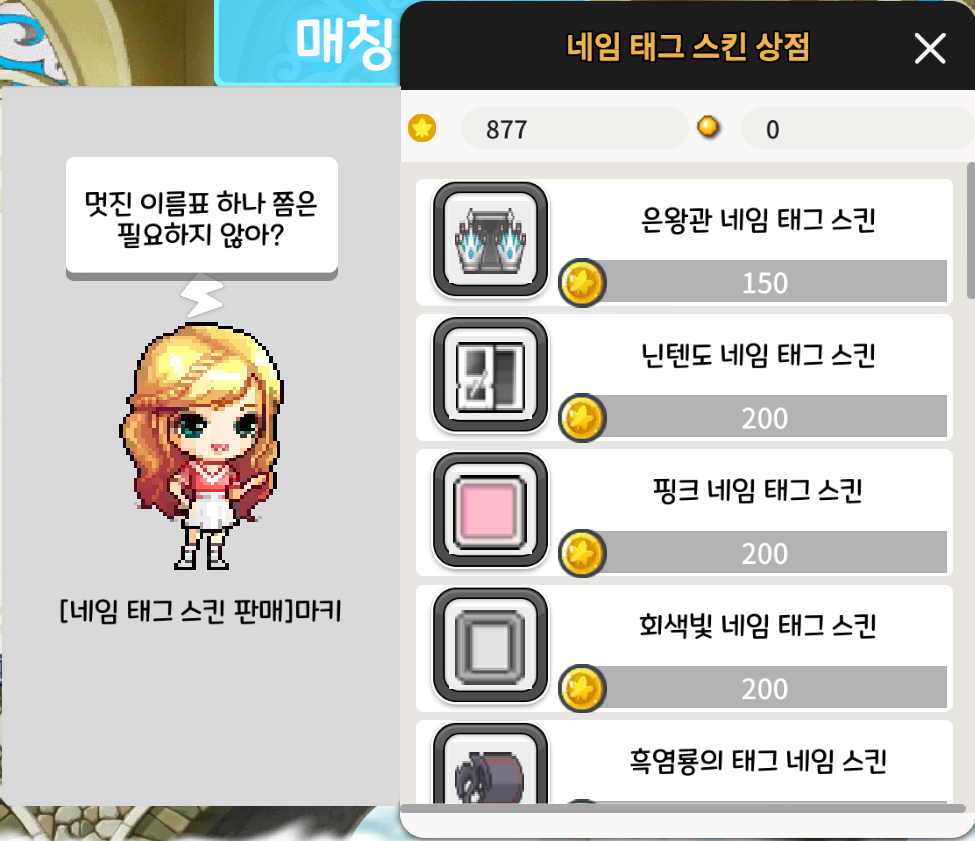 매칭
네임 태그 스킨 상점
877
0
멋진 이름표 하나 쯤은
필요하지 않아?
[네임 태그 스킨 판매]마키
은왕관 네임 태그 스킨
150
닌텐도 네임 태그 스킨
200
핑크 네임 태그 스킨
200
회색빛 네임 태그 스킨
200
흑염룡의 태그 네임 스킨